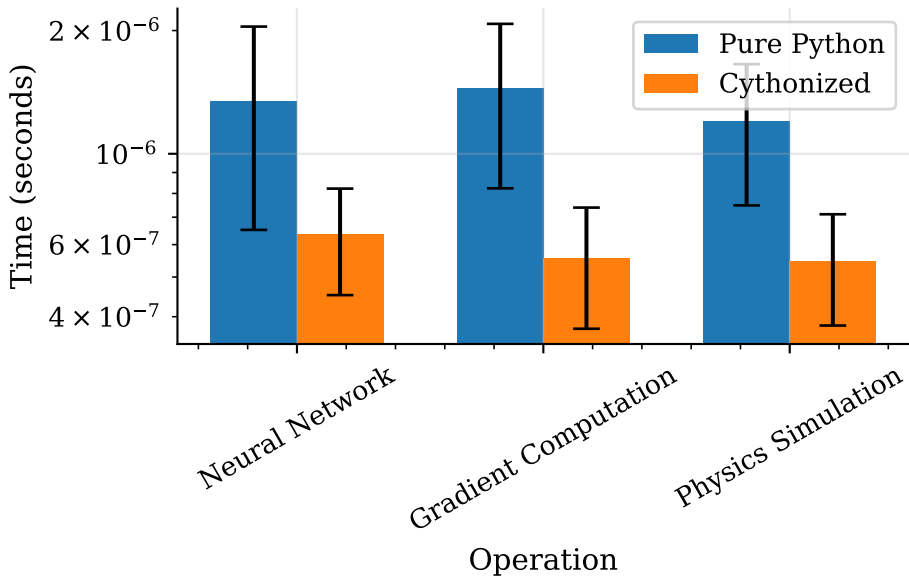 2 × 10⁻⁶
10⁻⁶
6 × 10⁻⁷
4 × 10⁻⁷
Time (seconds)
Pure Python
Cythonized
Neural Network
Gradient Computation
Physics Simulation
Operation